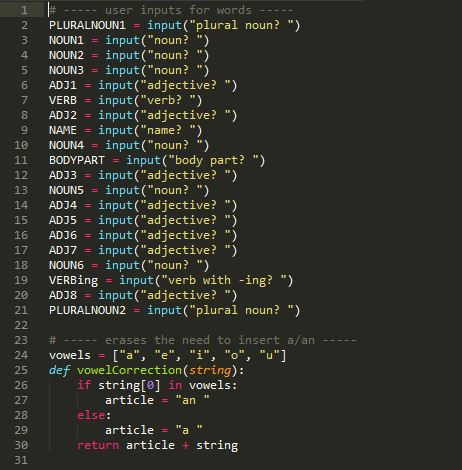 1 # ----- user inputs for words -----
2 PLURALNOUN1 = input("plural noun? ")
3 NOUN1 = input("noun? ")
4 NOUN2 = input("noun? ")
5 NOUN3 = input("noun? ")
6 ADJ1 = input("adjective? ")
7 VERB = input("verb? ")
8 ADJ2 = input("adjective? ")
9 NAME = input("name? ")
10 NOUN4 = input("noun? ")
11 BODYPART = input("body part? ")
12 ADJ3 = input("adjective? ")
13 NOUN5 = input("noun? ")
14 ADJ4 = input("adjective? ")
15 ADJ5 = input("adjective? ")
16 ADJ6 = input("adjective? ")
17 ADJ7 = input("adjective? ")
18 NOUN6 = input("noun? ")
19 VERBing = input("verb with -ing? ")
20 ADJ8 = input("adjective? ")
21 PLURALNOUN2 = input("plural noun? ")
22
23 # ----- erases the need to insert a/an -----
24 vowels = ["a", "e", "i", "o", "u"]
25 def vowelCorrection(string):
26     if string[0] in vowels:
27         article = "an "
28     else:
29         article = "a "
30     return article + string
31